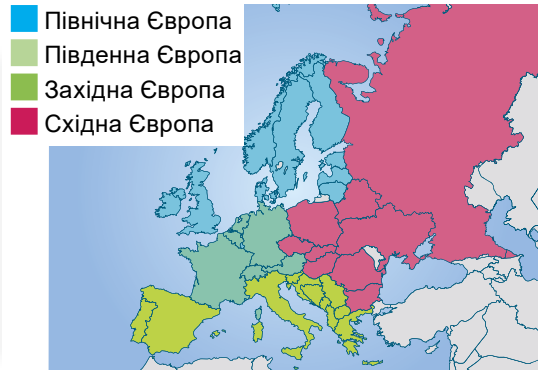 Північна Європа
Південна Європа
Західна Європа
Східна Європа